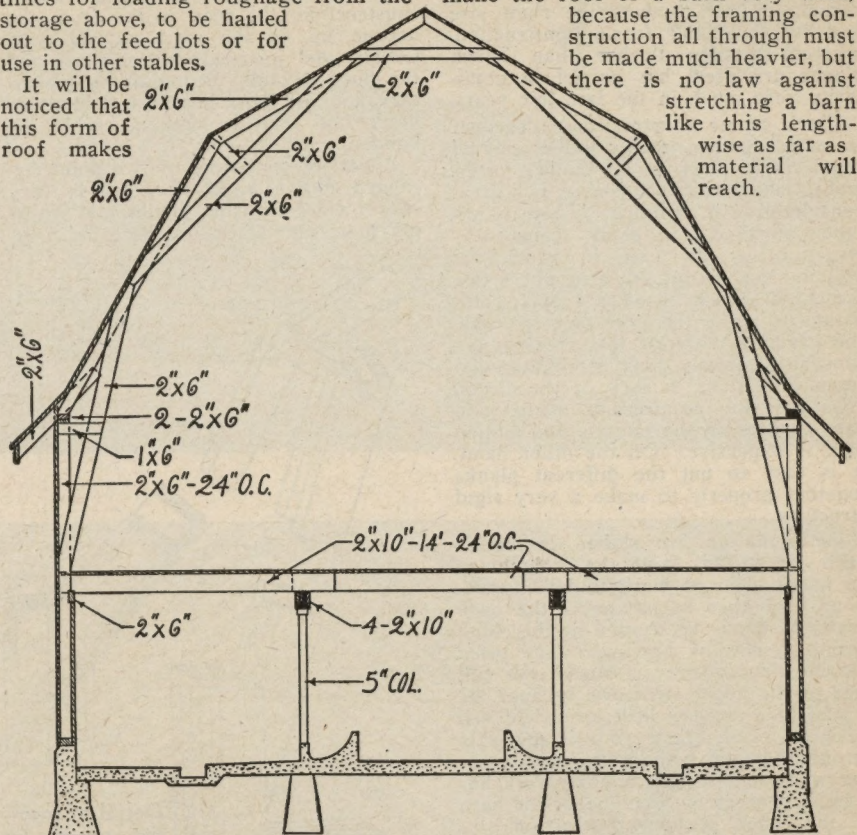 storage above, to be hauled
out to the feed lots or for
use in other stables.
It will be
noticed that
this form of
roof makes
because the framing con-
struction all through must
be made much heavier, but
there is no law against
stretching a barn
like this length-
wise as far as
material will
reach.
2"x6"
2"x6"
2"x6"
2"x6"
2"x6"
2"x6"
2"x6"
2-2"x6"
1"x6"
2"x6"-24"O.C.
2"x10"-14'-24"O.C.
2"x6"
4-2"x10"
5"COL.